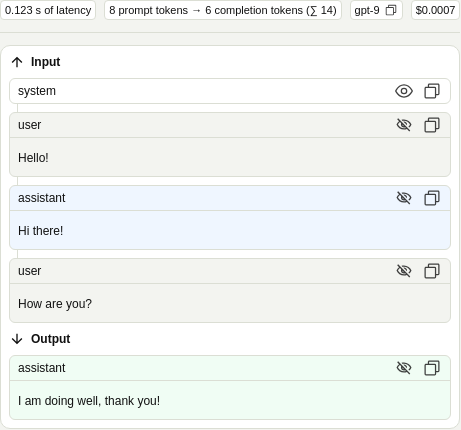 0.123 s of latency
8 prompt tokens → 6 completion tokens (∑ 14)
gpt-9
$0.0007
Input
system
user
Hello!
assistant
Hi there!
user
How are you?
Output
assistant
I am doing well, thank you!